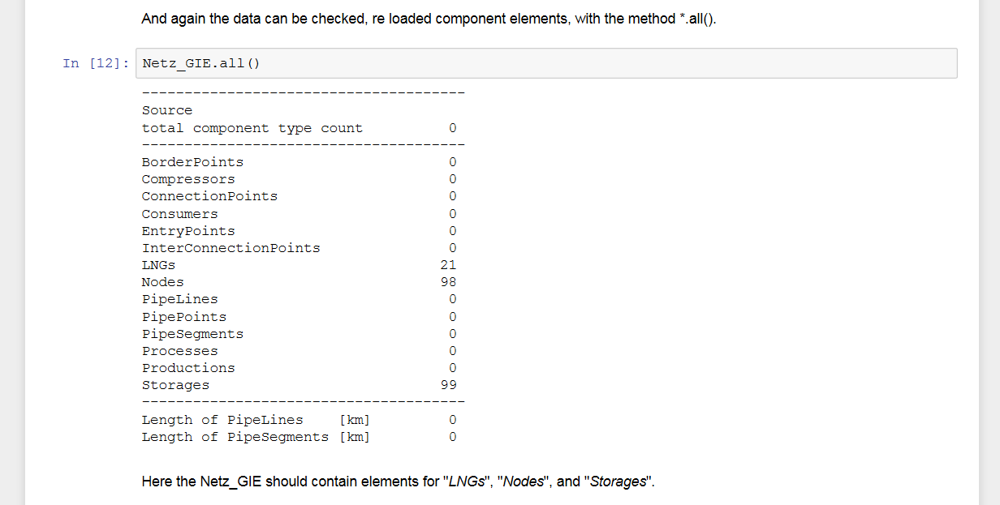 And again the data can be checked, re loaded component elements, with the method *.all().
In [12]: Netz_GIE.all()
--------------------------------------
Source
total component type count 0
--------------------------------------
BorderPoints 0
Compressors 0
ConnectionPoints 0
Consumers 0
EntryPoints 0
InterConnectionPoints 0
LNGs 21
Nodes 98
PipeLines 0
PipePoints 0
PipeSegments 0
Processes 0
Productions 0
Storages 99
--------------------------------------
Length of PipeLines [km] 0
Length of PipeSegments [km] 0
Here the Netz_GIE should contain elements for "LNGs", "Nodes", and "Storages".